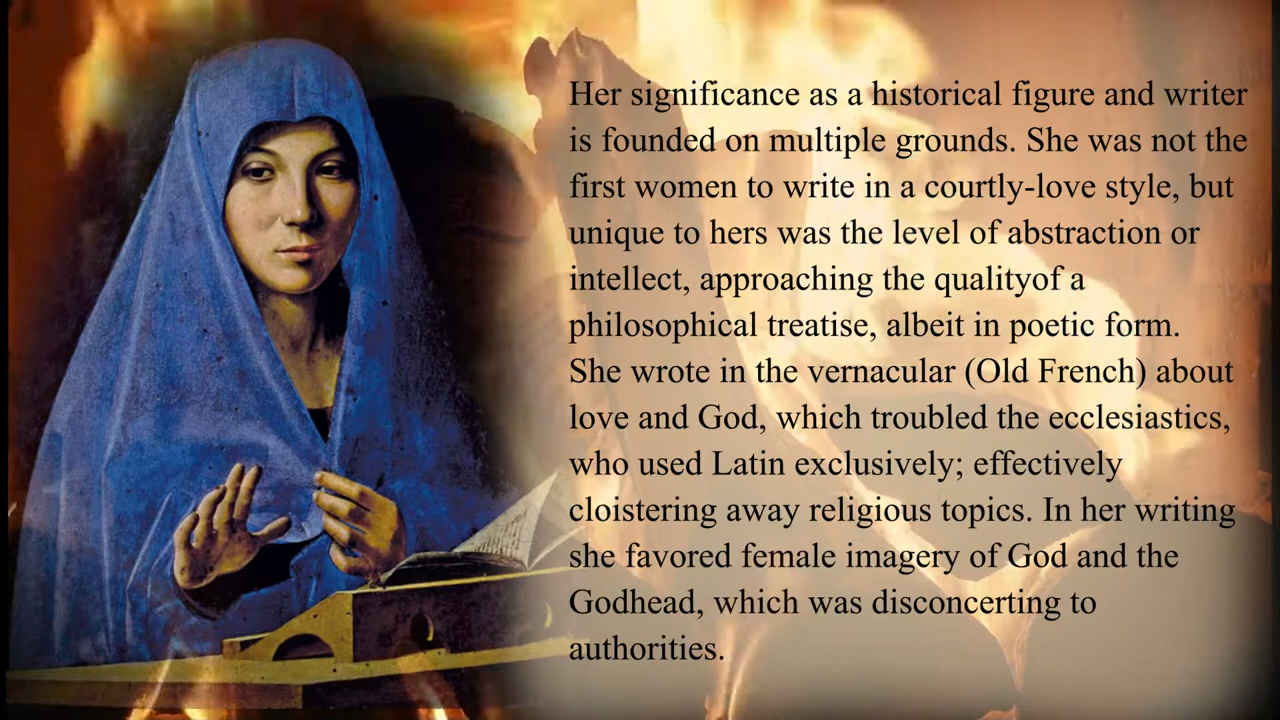 Her significance as a historical figure and writer
is founded on multiple grounds. She was not the
first women to write in a courtly-love style, but
unique to hers was the level of abstraction or
intellect, approaching the qualityof a
philosophical treatise, albeit in poetic form.
She wrote in the vernacular (Old French) about
love and God, which troubled the ecclesiastics,
who used Latin exclusively; effectively
cloistering away religious topics. In her writing
she favored female imagery of God and the
Godhead, which was disconcerting to
authorities.